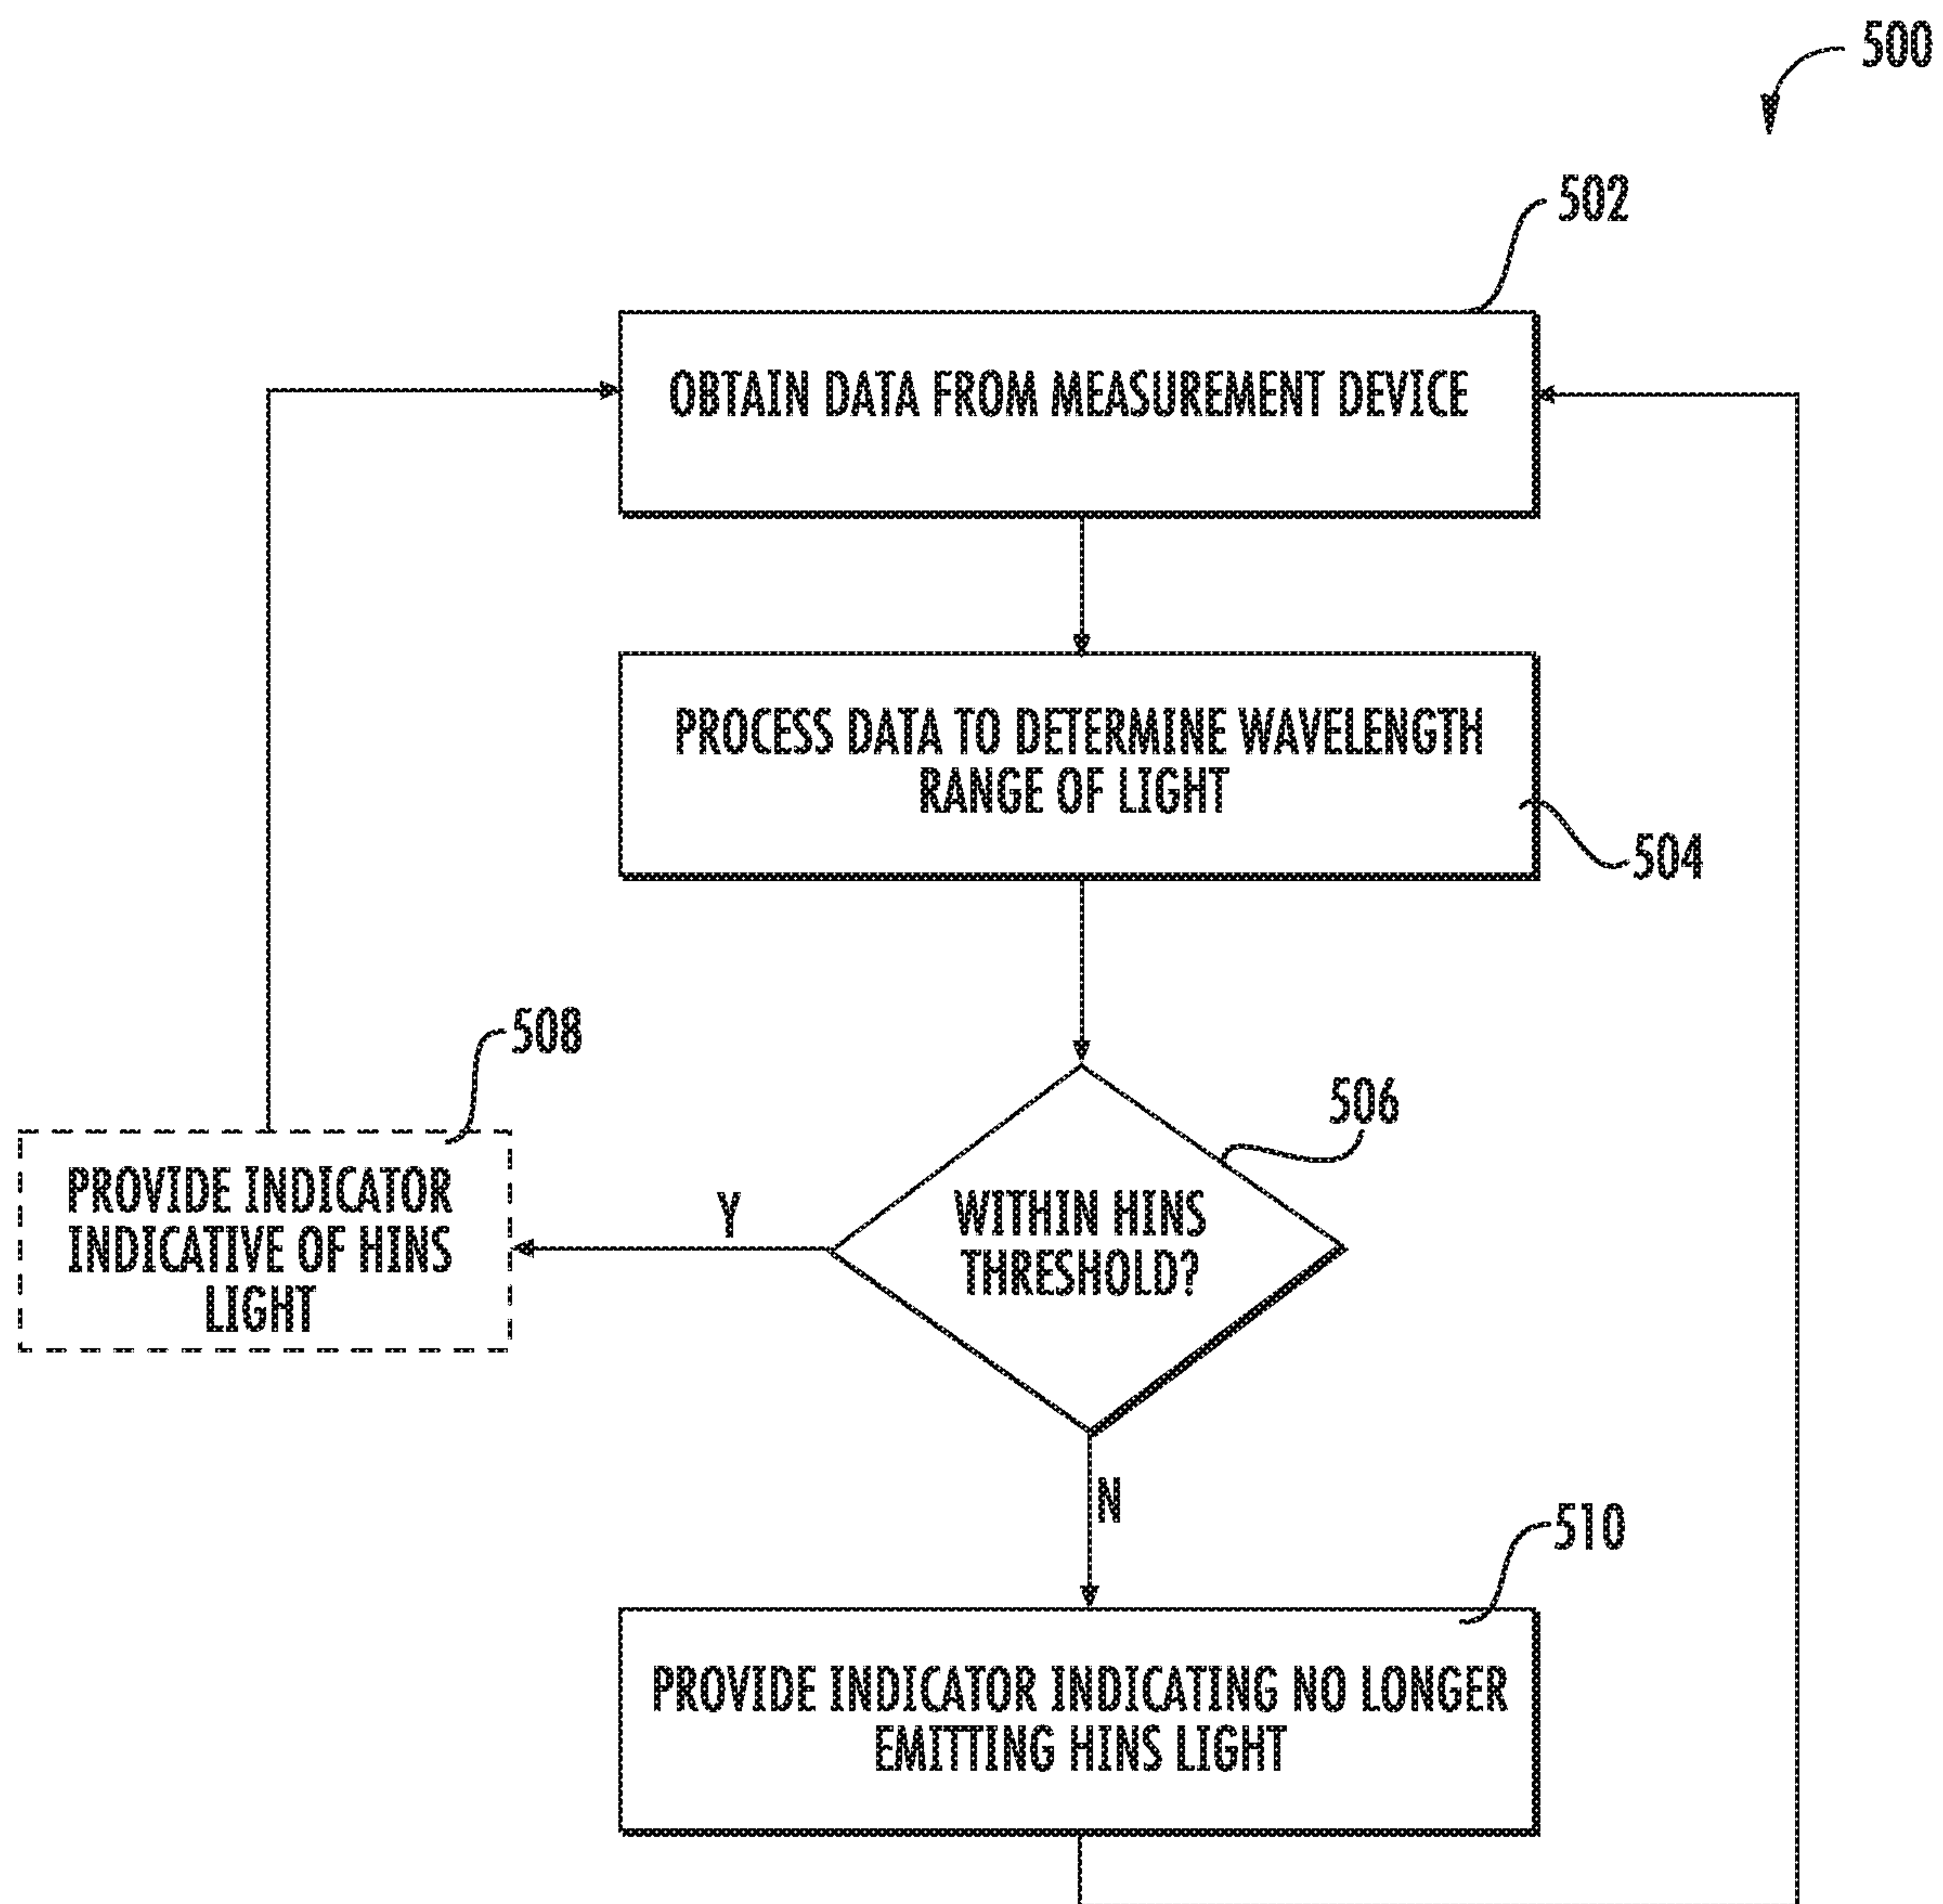 500
502
OBTAIN DATA FROM MEASUREMENT DEVICE
PROCESS DATA TO DETERMINE WAVELENGTH
RANGE OF LIGHT
504
508
506
PROVIDE INDICATOR
INDICATIVE OF HINS
LIGHT
Y
WITHIN HINS
THRESHOLD?
N
510
PROVIDE INDICATOR INDICATING NO LONGER
EMITTING HINS LIGHT